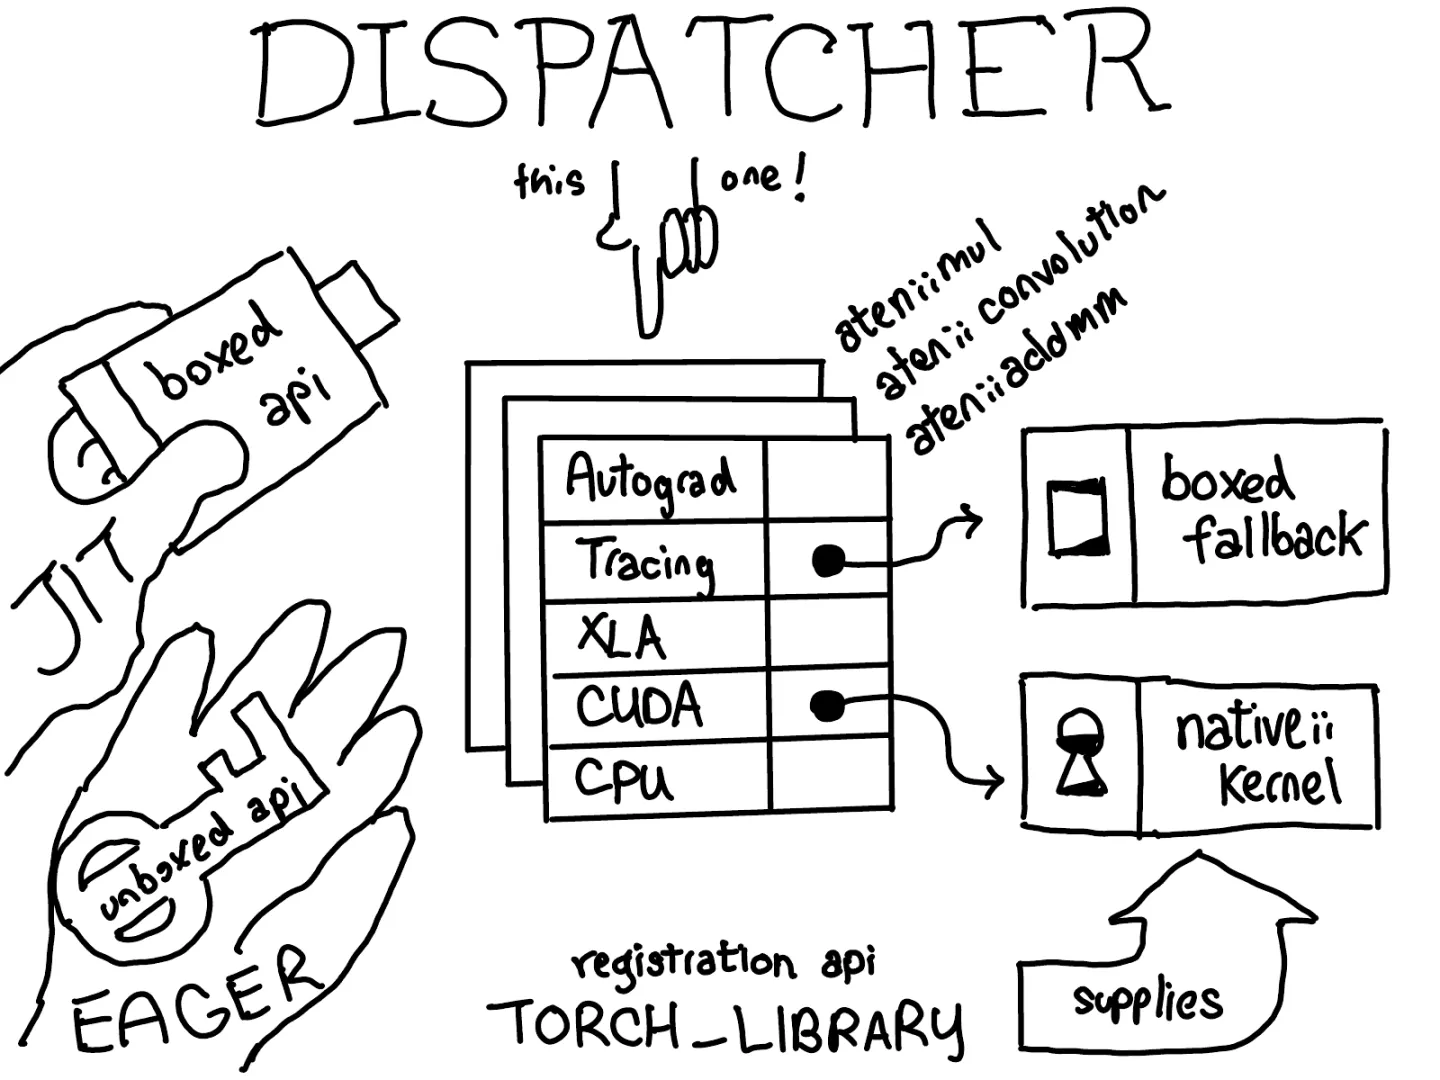 DISPATCHER
this one!
aten::mul
aten::convolution
aten::addmm
boxed
api
JIT
Autograd
Tracing
XLA
CUDA
CPU
boxed
fallback
native::
kernel
unboxed api
EAGER
registration api
TORCH_LIBRARY
supplies